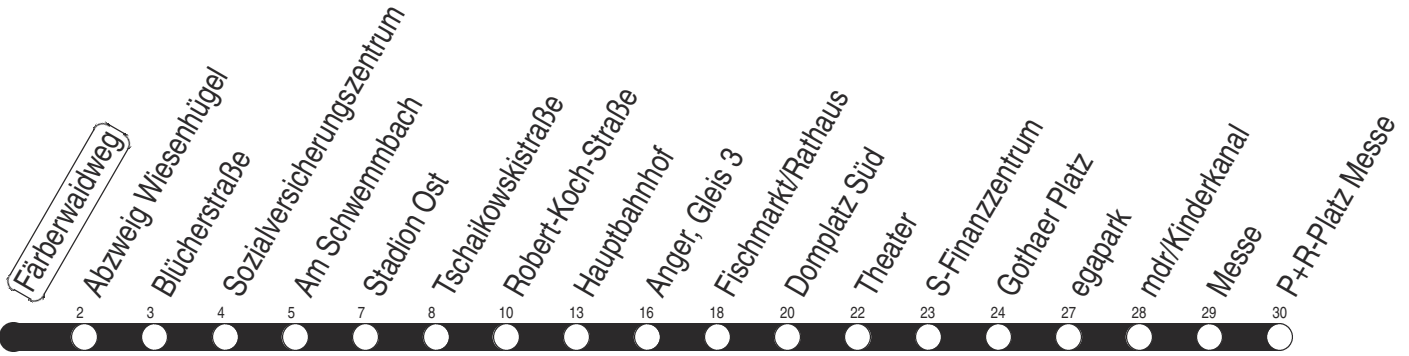 Färberwaidweg
Abzweig Wiesenhügel
Blücherstraße
Sozialversicherungszentrum
Am Schwemmbach
Stadion Ost
Tschaikowskistraße
Robert-Koch-Straße
Hauptbahnhof
Anger, Gleis 3
Fischmarkt/Rathaus
Domplatz Süd
Theater
S-Finanzzentrum
Gothaer Platz
egapark
mdr/Kinderkanal
Messe
P+R-Platz Messe
2 3 4 5 7 8 10 13 16 18 20 22 23 24 27 28 29 30